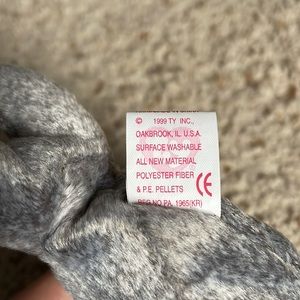 © 1999 TY INC.,
OAKBROOK, IL. U.S.A.
SURFACE WASHABLE
ALL NEW MATERIAL
POLYESTER FIBER
& P.E. PELLETS CE
REG NO PA. 1965(KR)